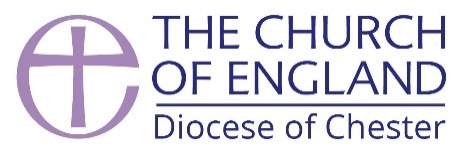 THE CHURCH
OF ENGLAND
Diocese of Chester